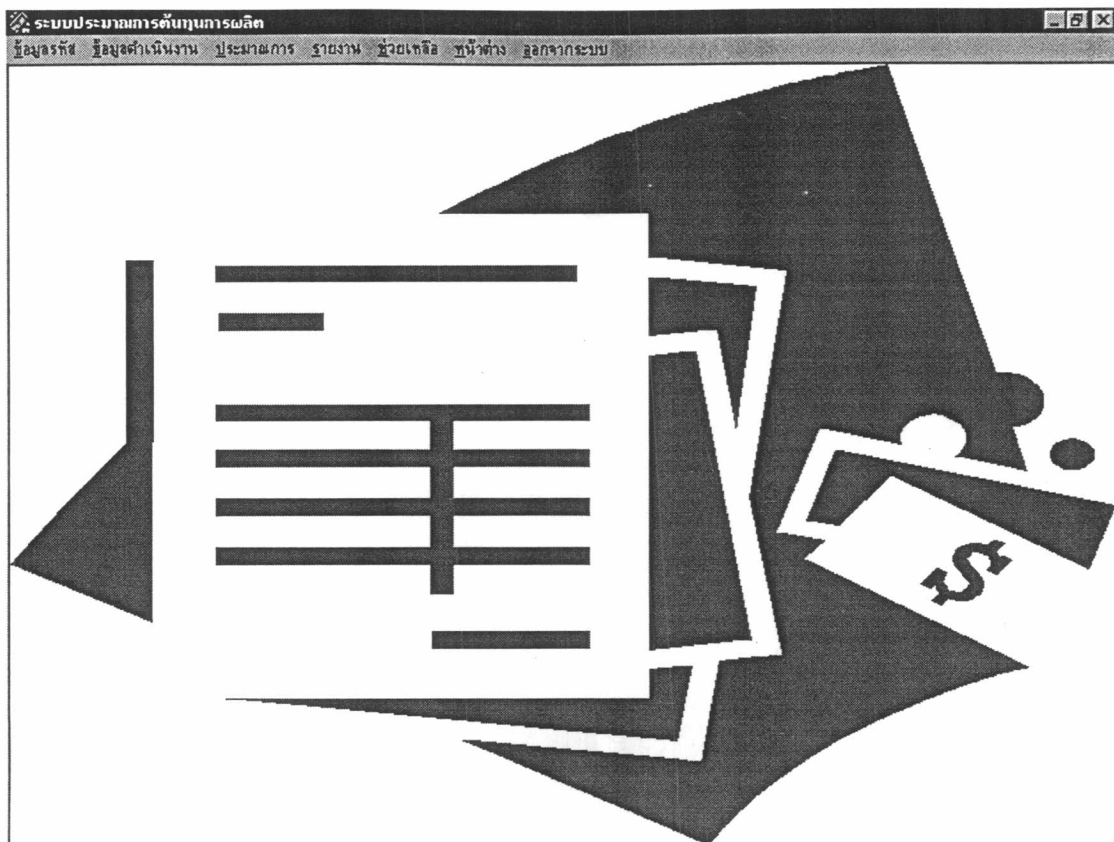 ระบบประมาณการต้นทุนการผลิต
ข้อมูลรหัส ข้อมูลดำเนินงาน ประมาณการ รายงาน ช่วยเหลือ หน้าต่าง ออกจากระบบ
$